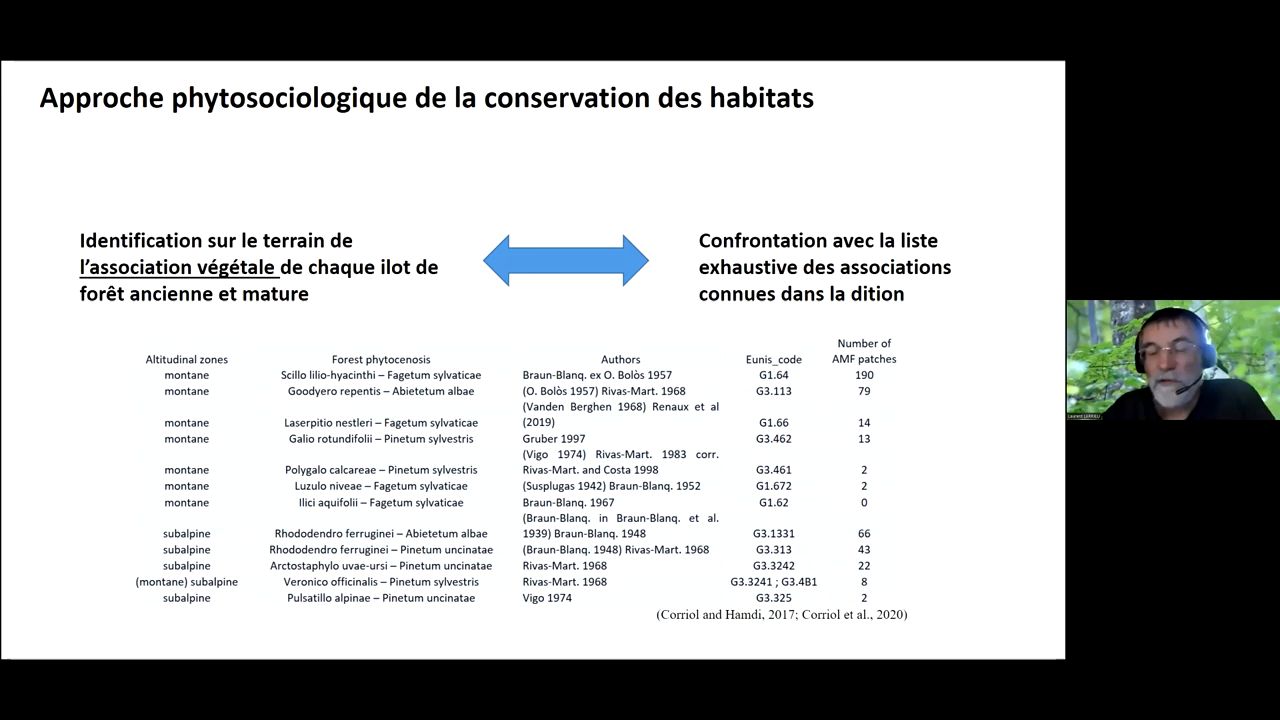 Approche phytosociologique de la conservation des habitats
Identification sur le terrain de
l’association végétale de chaque ilot de
forêt ancienne et mature
Confrontation avec la liste
exhaustive des associations
connues dans la dition
Altitudinal zones Forest phytocenosis Authors Eunis_code Number of AMF patches
montane Scillo lilio-hyacinthi – Fagetum sylvaticae Braun-Blanq. ex O. Bolòs 1957 G1.64 190
montane Goodyero repentis – Abietetum albae (O. Bolòs 1957) Rivas-Mart. 1968 G3.113 79
(Vanden Berghen 1968) Renaux et al
montane Laserpitio nestleri – Fagetum sylvaticae (2019) G1.66 14
montane Galio rotundifolii – Pinetum sylvestris Gruber 1997 G3.462 13
(Vigo 1974) Rivas-Mart. 1983 corr.
montane Polygalo calcareae – Pinetum sylvestris Rivas-Mart. and Costa 1998 G3.461 2
montane Luzulo niveae – Fagetum sylvaticae (Susplugas 1942) Braun-Blanq. 1952 G1.672 2
montane Ilici aquifolii – Fagetum sylvaticae Braun-Blanq. 1967 G1.62 0
(Braun-Blanq. in Braun-Blanq. et al.
subalpine Rhododendro ferruginei – Abietetum albae 1939) Braun-Blanq. 1948 G3.1331 66
subalpine Rhododendro ferruginei – Pinetum uncinatae (Braun-Blanq. 1948) Rivas-Mart. 1968 G3.313 43
subalpine Arctostaphylo uvae-ursi – Pinetum uncinatae Rivas-Mart. 1968 G3.3242 22
(montane) subalpine Veronico officinalis – Pinetum sylvestris Rivas-Mart. 1968 G3.3241 ; G3.4B1 8
subalpine Pulsatillo alpinae – Pinetum uncinatae Vigo 1974 G3.325 2
(Corriol and Hamdi, 2017; Corriol et al., 2020)
Laurent LARRIEU